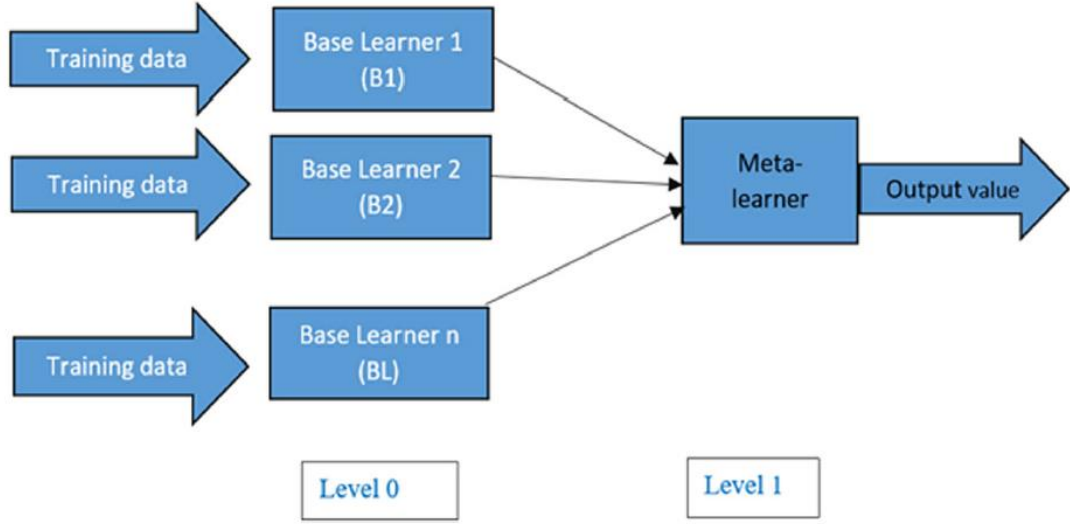 Training data
Base Learner 1
(B1)
Training data
Base Learner 2
(B2)
Training data
Base Learner n
(BL)
Meta-
learner
Output value
Level 0
Level 1